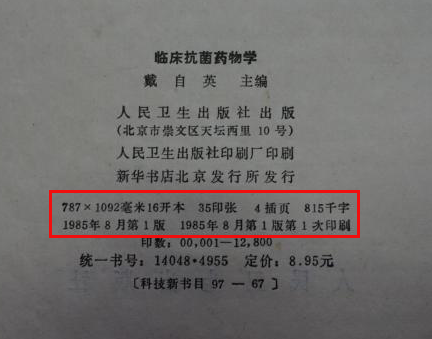 临床抗菌药物学
戴自英 主编
人民卫生出版社出版
(北京市崇文区天坛西里 10 号)
人民卫生出版社印刷厂印刷
新华书店北京发行所发行
787×1092毫米16开本 35印张 4插页 815千字
1985年8月第1版 1985年8月第1版第1次印刷
印数：00,001—12,800
统一书号：14048·4955 定价：8.95元
〔科技新书目 97—67〕